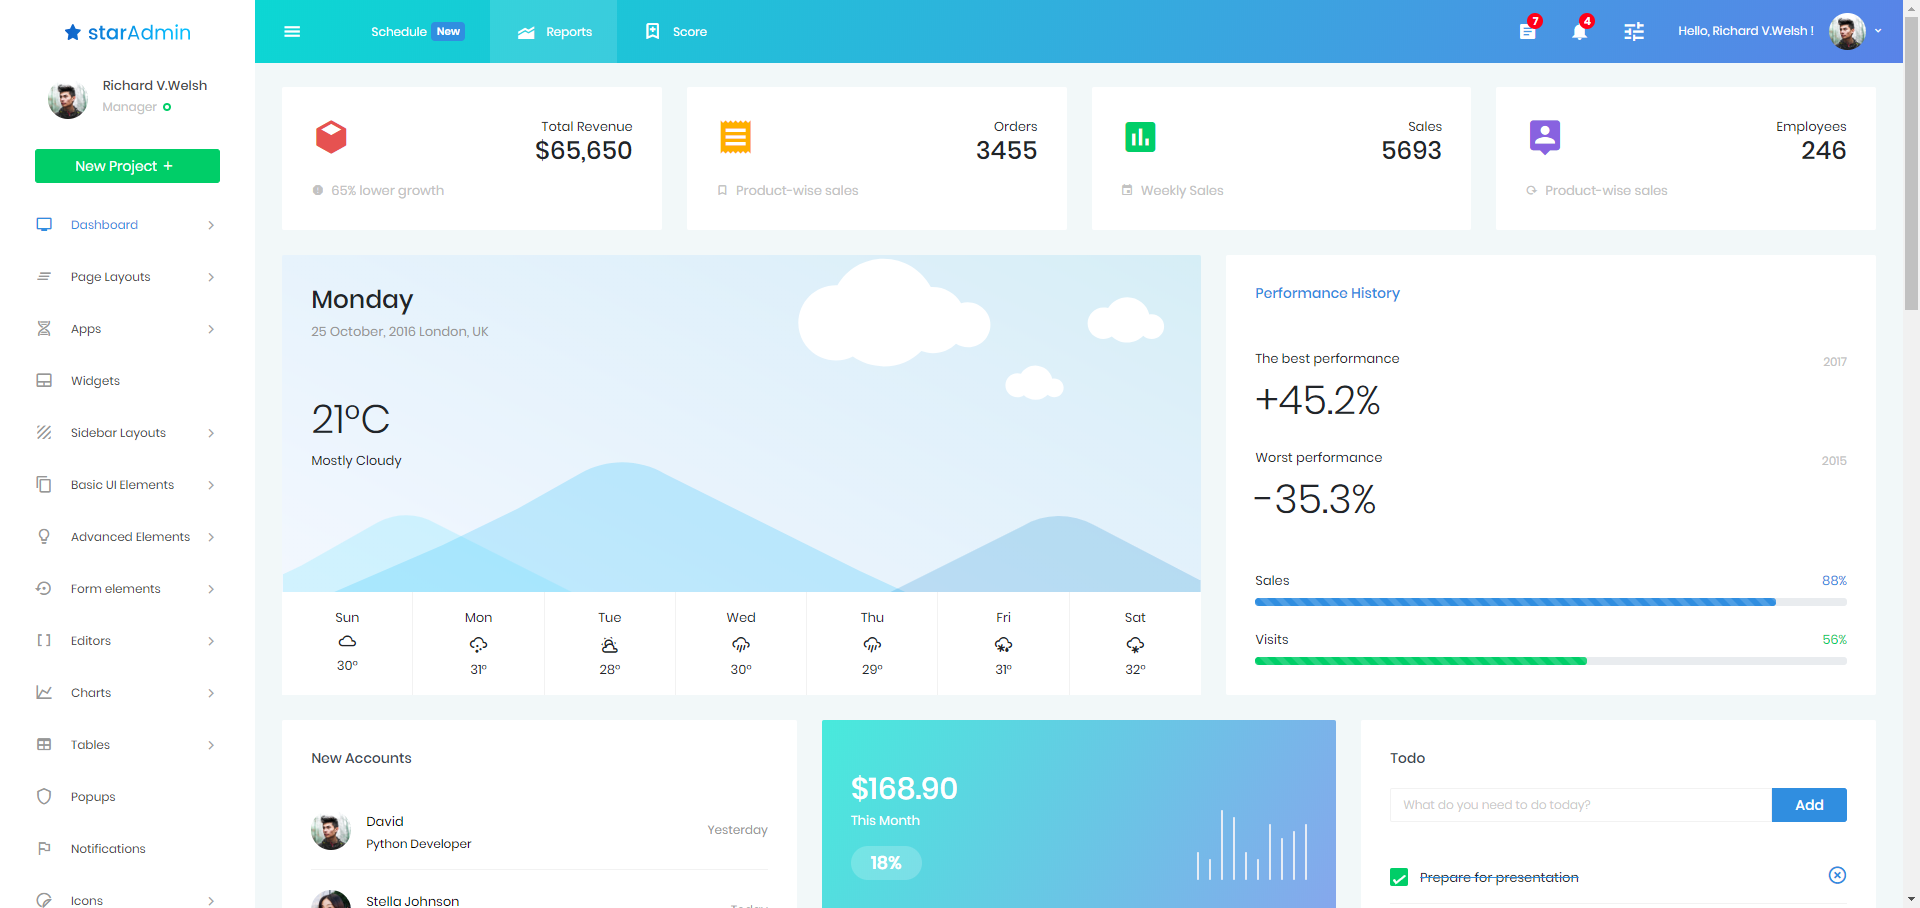 starAdmin
Richard V.Welsh
Manager
New Project +
Dashboard
Page Layouts
Apps
Widgets
Sidebar Layouts
Basic UI Elements
Advanced Elements
Form elements
Editors
Charts
Tables
Popups
Notifications
Icons
Schedule New
Reports
Score
7
4
Hello, Richard V.Welsh !
Total Revenue
$65,650
65% lower growth
Orders
3455
Product-wise sales
Sales
5693
Weekly Sales
Employees
246
Product-wise sales
Monday
25 October, 2016 London, UK
21°C
Mostly Cloudy
Sun Mon Tue Wed Thu Fri Sat
30° 31° 28° 30° 29° 31° 32°
Performance History
The best performance 2017
+45.2%
Worst performance 2015
-35.3%
Sales 88%
Visits 56%
New Accounts
David
Python Developer
Yesterday
Stella Johnson
Today
$168.90
This Month
18%
Todo
What do you need to do today? Add
Prepare for presentation